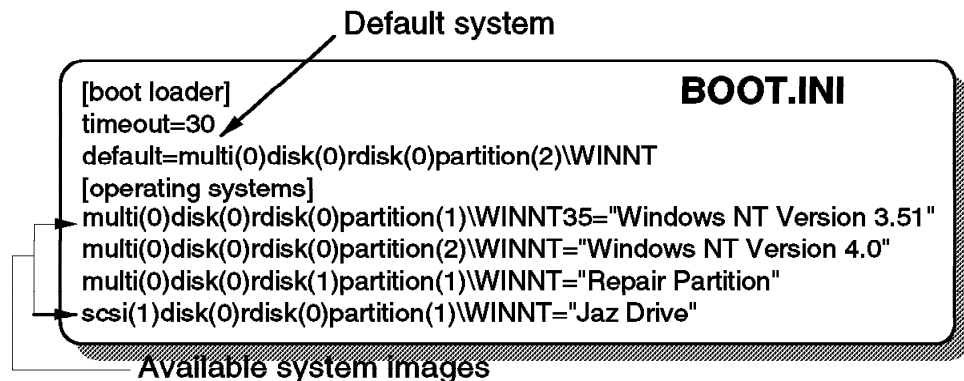 Default system
BOOT.INI
[boot loader]
timeout=30
default=multi(0)disk(0)rdisk(0)partition(2)\WINNT
[operating systems]
multi(0)disk(0)rdisk(0)partition(1)\WINNT35="Windows NT Version 3.51"
multi(0)disk(0)rdisk(0)partition(2)\WINNT="Windows NT Version 4.0"
multi(0)disk(0)rdisk(1)partition(1)\WINNT="Repair Partition"
scsi(1)disk(0)rdisk(0)partition(1)\WINNT="Jaz Drive"
Available system images